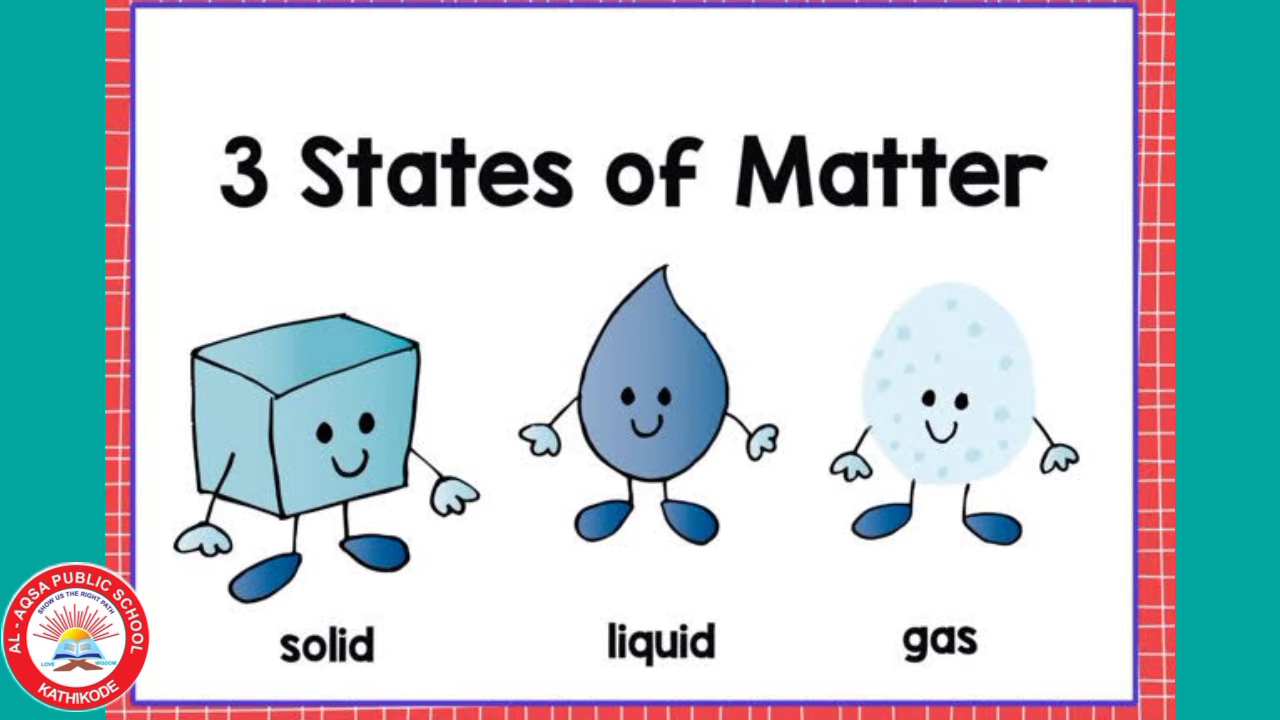 3 States of Matter
solid
liquid
gas
AL - AQSA PUBLIC SCHOOL
SHOW US THE RIGHT PATH
LOVE
WISDOM
KATHIKODE